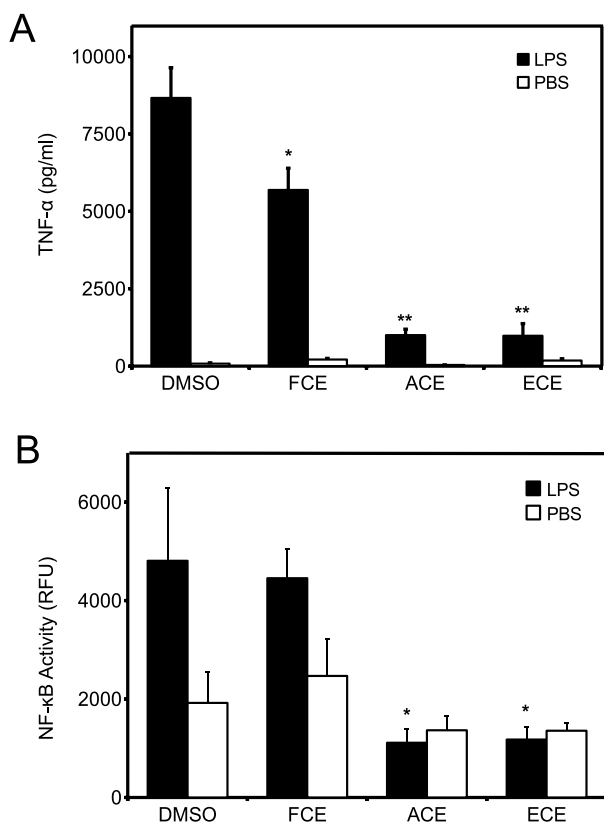 A
10000
LPS
PBS
7500
*
TNF-α (pg/ml)
5000
2500
** **
0
DMSO FCE ACE ECE
B
6000
LPS
PBS
NF-κB Activity (RFU)
4000
2000
* *
0
DMSO FCE ACE ECE